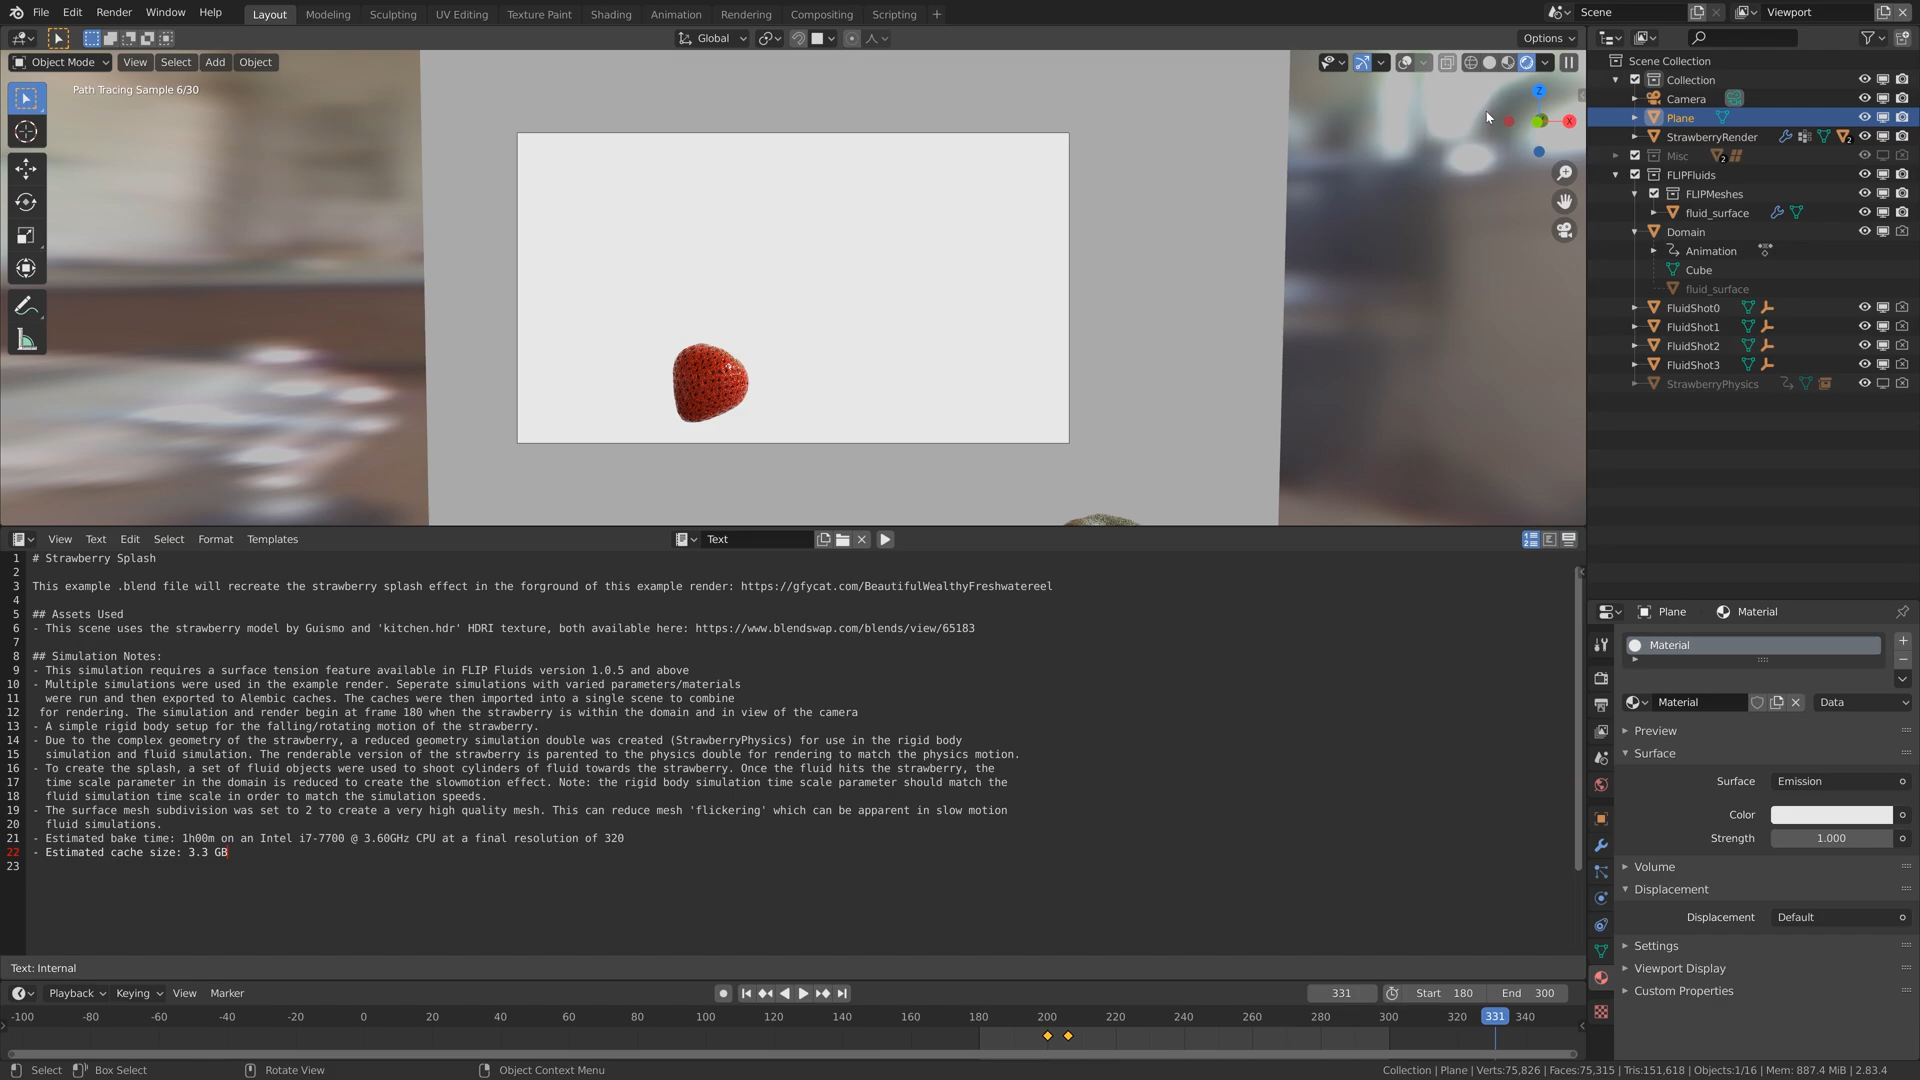 File Edit Render Window Help Layout Modeling Sculpting UV Editing Texture Paint Shading Animation Rendering Compositing Scripting + Scene Viewport
Global Options
Object Mode View Select Add Object
Path Tracing Sample 6/30
Z
X
Scene Collection
Collection
Camera
Plane
StrawberryRender 2
Misc 2
FLIPFluids
FLIPMeshes
fluid_surface
Domain
Animation
Cube
fluid_surface
FluidShot0
FluidShot1
FluidShot2
FluidShot3
StrawberryPhysics
View Text Edit Select Format Templates Text
1 # Strawberry Splash
2
3 This example .blend file will recreate the strawberry splash effect in the forground of this example render: https://gfycat.com/BeautifulWealthyFreshwatereel
4
5 ## Assets Used
6 - This scene uses the strawberry model by Guismo and 'kitchen.hdr' HDRI texture, both available here: https://www.blendswap.com/blends/view/65183
7
8 ## Simulation Notes:
9 - This simulation requires a surface tension feature available in FLIP Fluids version 1.0.5 and above
10 - Multiple simulations were used in the example render. Seperate simulations with varied parameters/materials
11 were run and then exported to Alembic caches. The caches were then imported into a single scene to combine
12 for rendering. The simulation and render begin at frame 180 when the strawberry is within the domain and in view of the camera
13 - A simple rigid body setup for the falling/rotating motion of the strawberry.
14 - Due to the complex geometry of the strawberry, a reduced geometry simulation double was created (StrawberryPhysics) for use in the rigid body
15 simulation and fluid simulation. The renderable version of the strawberry is parented to the physics double for rendering to match the physics motion.
16 - To create the splash, a set of fluid objects were used to shoot cylinders of fluid towards the strawberry. Once the fluid hits the strawberry, the
17 time scale parameter in the domain is reduced to create the slowmotion effect. Note: the rigid body simulation time scale parameter should match the
18 fluid simulation time scale in order to match the simulation speeds.
19 - The surface mesh subdivision was set to 2 to create a very high quality mesh. This can reduce mesh 'flickering' which can be apparent in slow motion
20 fluid simulations.
21 - Estimated bake time: 1h00m on an Intel i7-7700 @ 3.60GHz CPU at a final resolution of 320
22 - Estimated cache size: 3.3 GB
23
Text: Internal
Plane Material
Material
Material Data
Preview
Surface
Surface Emission
Color
Strength 1.000
Volume
Displacement
Displacement Default
Settings
Viewport Display
Custom Properties
Playback Keying View Marker 331 Start 180 End 300
-100 -80 -60 -40 -20 0 20 40 60 80 100 120 140 160 180 200 220 240 260 280 300 320 331 340
Select Box Select Rotate View Object Context Menu Collection | Plane | Verts:75,826 | Faces:75,315 | Tris:151,618 | Objects:1/16 | Mem: 887.4 MiB | 2.83.4